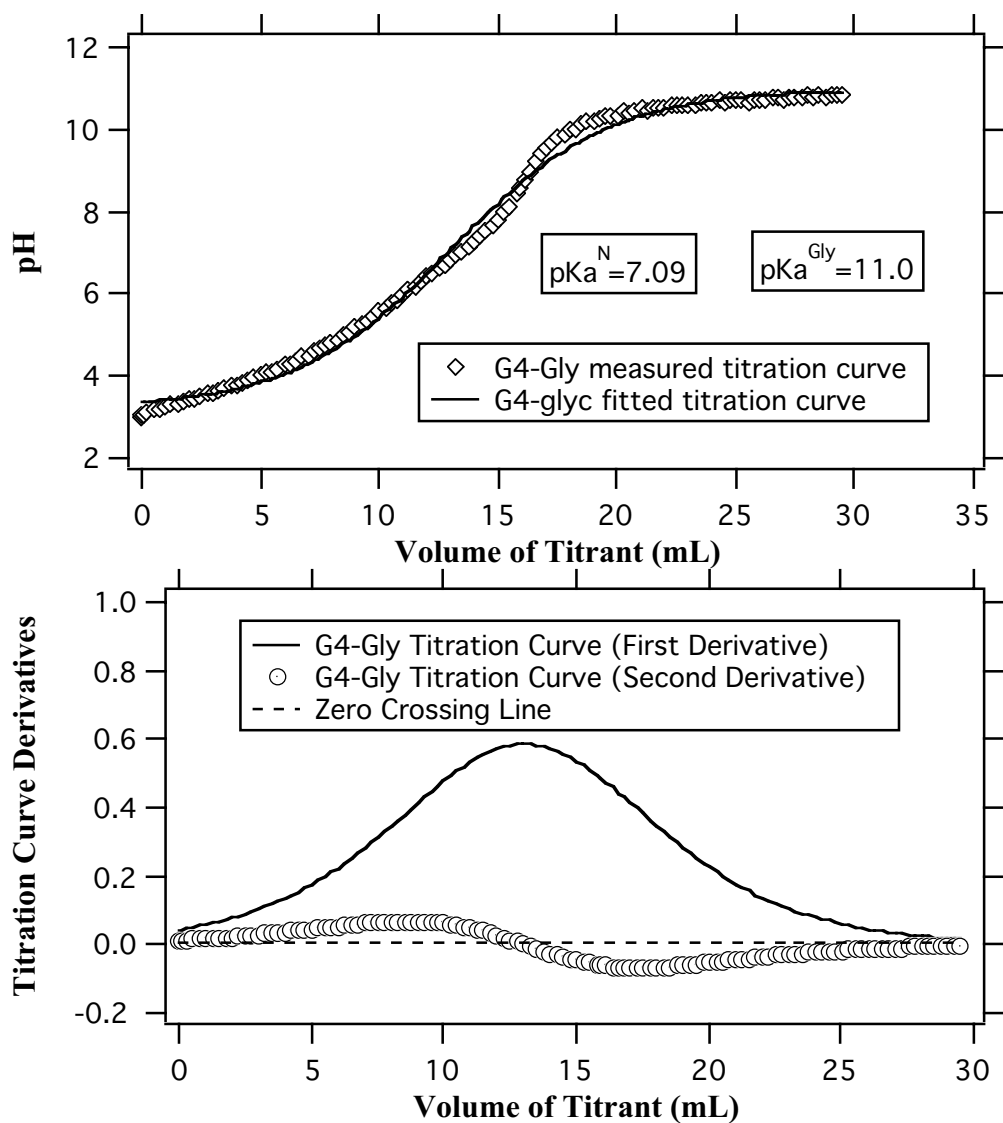 12
10
8
6
4
2
pH
pKa^N=7.09
pKa^Gly=11.0
G4-Gly measured titration curve
G4-glyc fitted titration curve
0 5 10 15 20 25 30 35
Volume of Titrant (mL)
1.0
0.8
0.6
0.4
0.2
0.0
-0.2
Titration Curve Derivatives
G4-Gly Titration Curve (First Derivative)
G4-Gly Titration Curve (Second Derivative)
Zero Crossing Line
0 5 10 15 20 25 30
Volume of Titrant (mL)